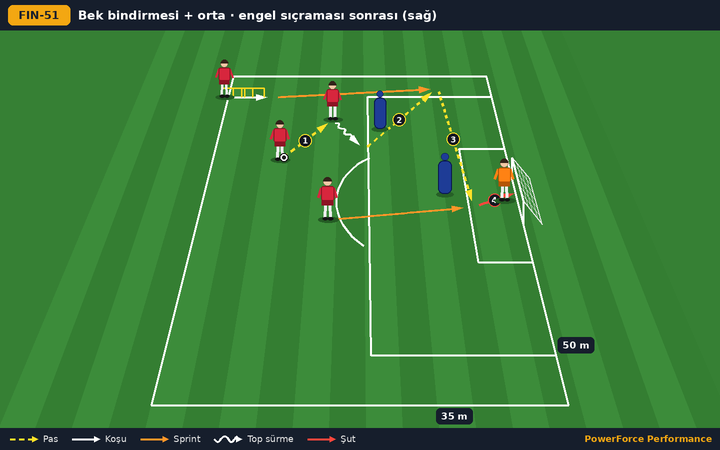 FIN-51
Bek bindirmesi + orta · engel sıçraması sonrası (sağ)
1
2
3
4
50 m
35 m
Pas
Koşu
Sprint
Top sürme
Şut
PowerForce Performance